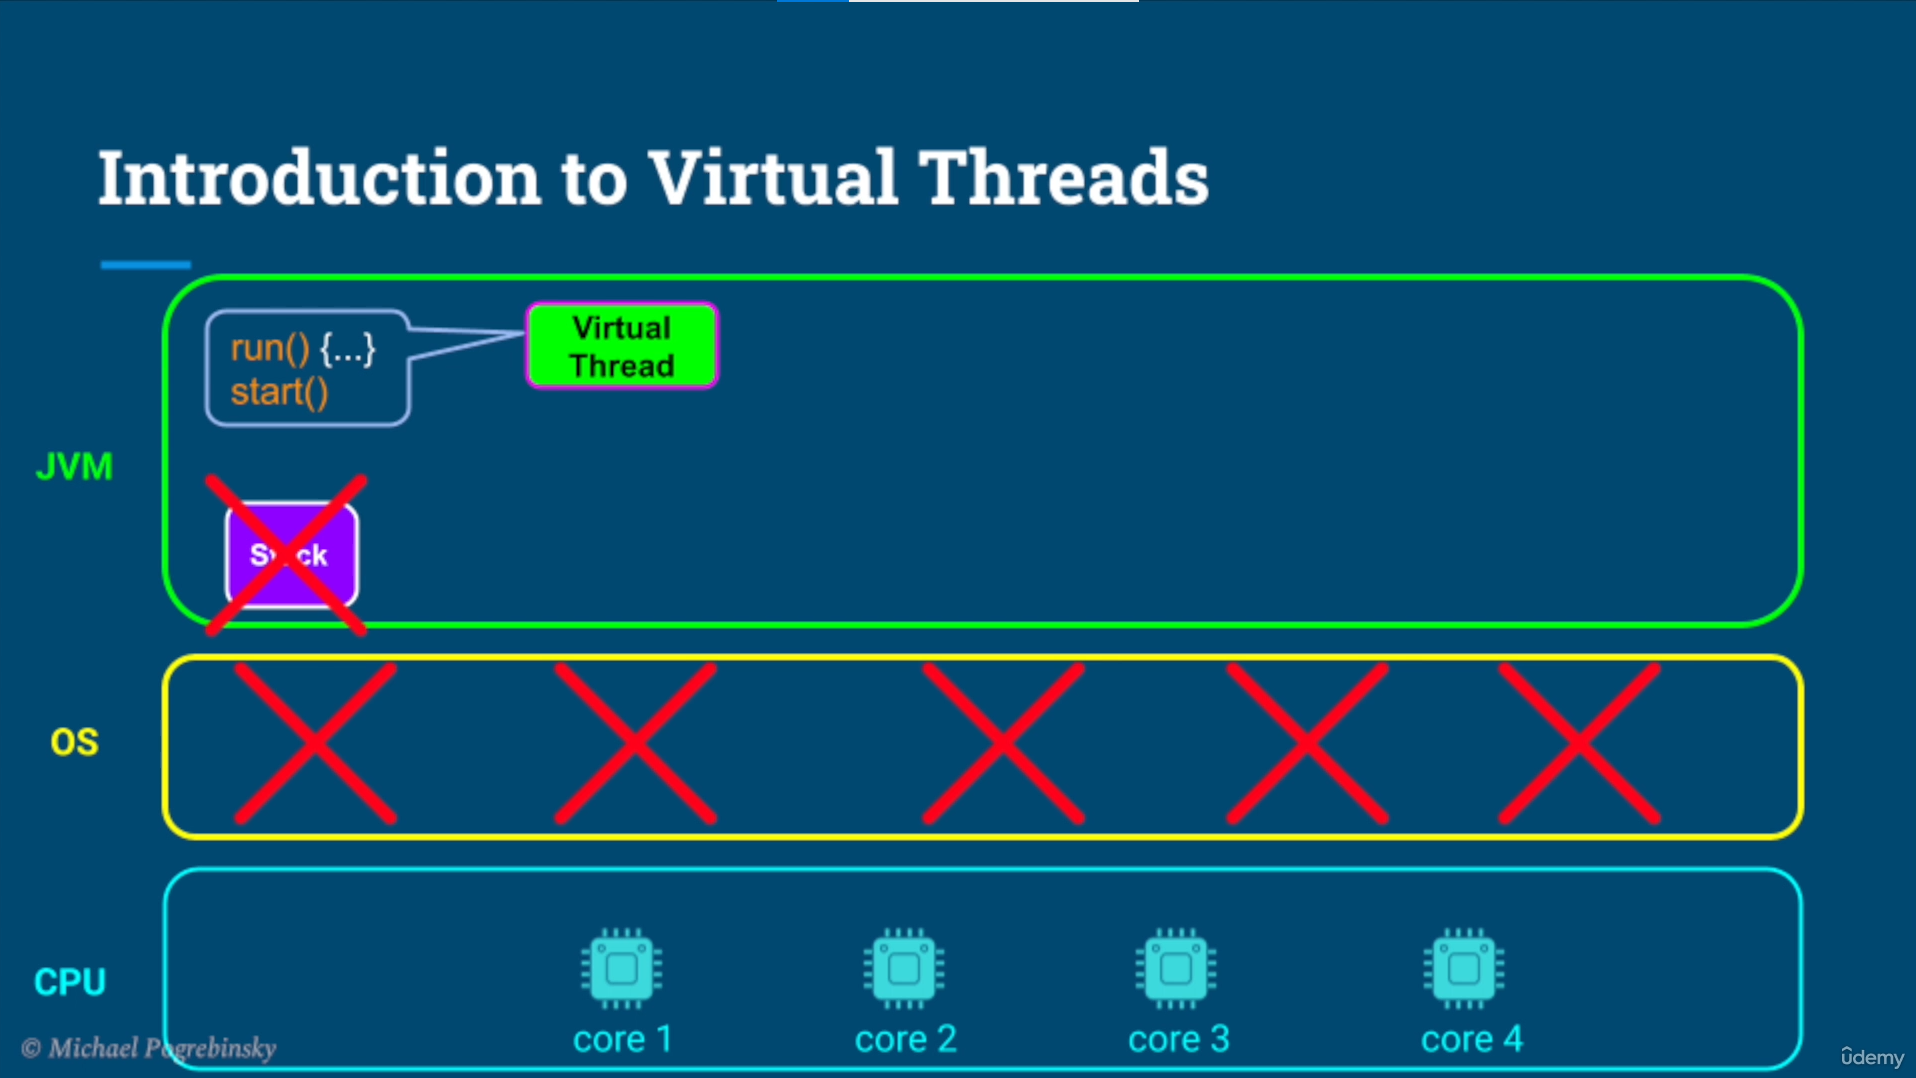 Introduction to Virtual Threads
run() {...}
start()
Virtual
Thread
JVM
OS
CPU
core 1
core 2
core 3
core 4
© Michael Pogrebinsky
ûdemy